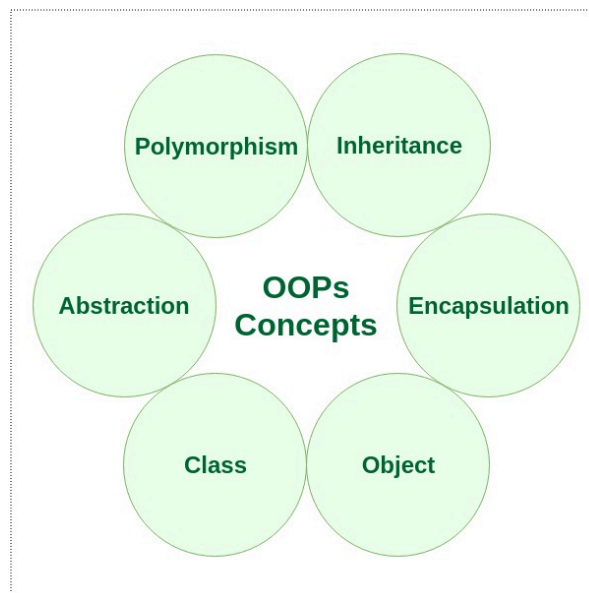 Polymorphism
Inheritance
Abstraction
OOPs
Concepts
Encapsulation
Class
Object